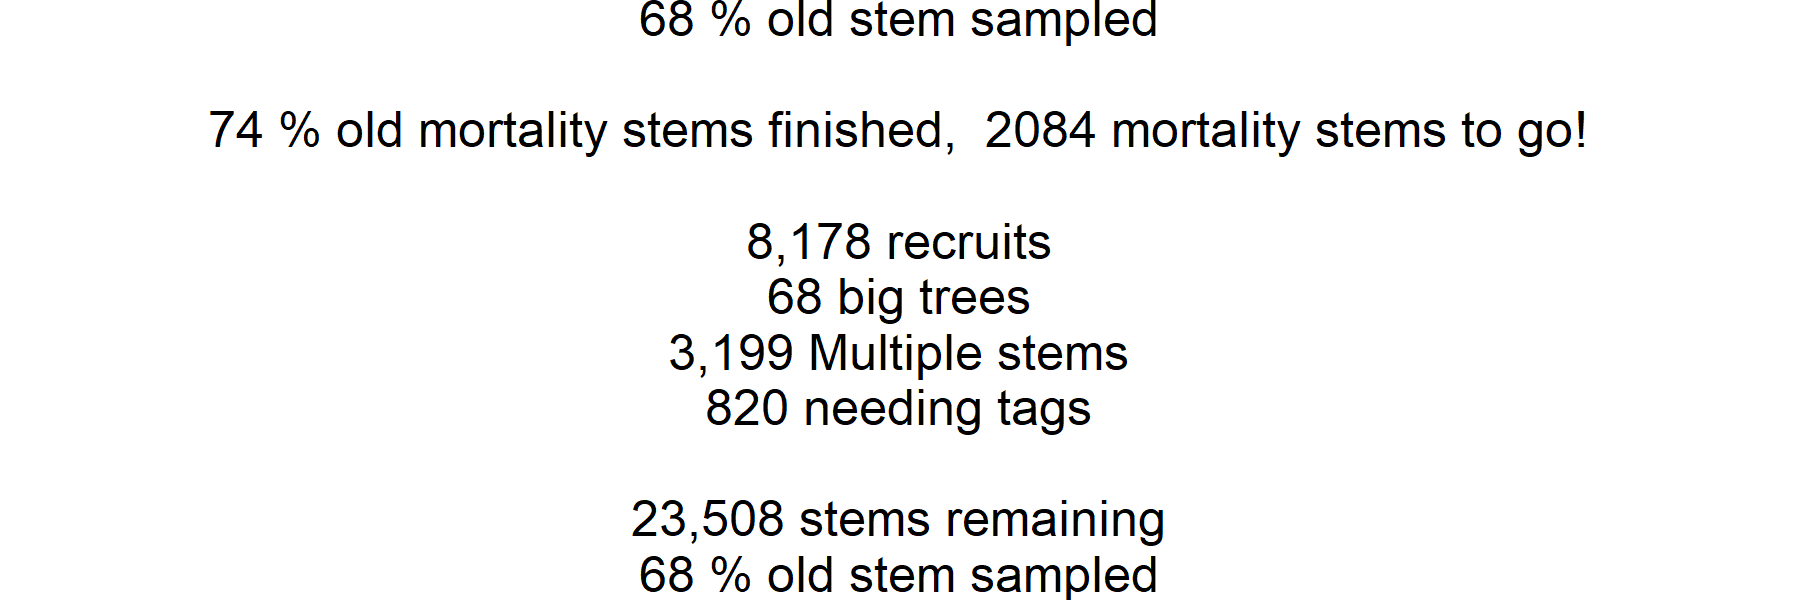 68 % old stem sampled
74 % old mortality stems finished,  2084 mortality stems to go!
8,178 recruits
68 big trees
3,199 Multiple stems
820 needing tags
23,508 stems remaining
68 % old stem sampled